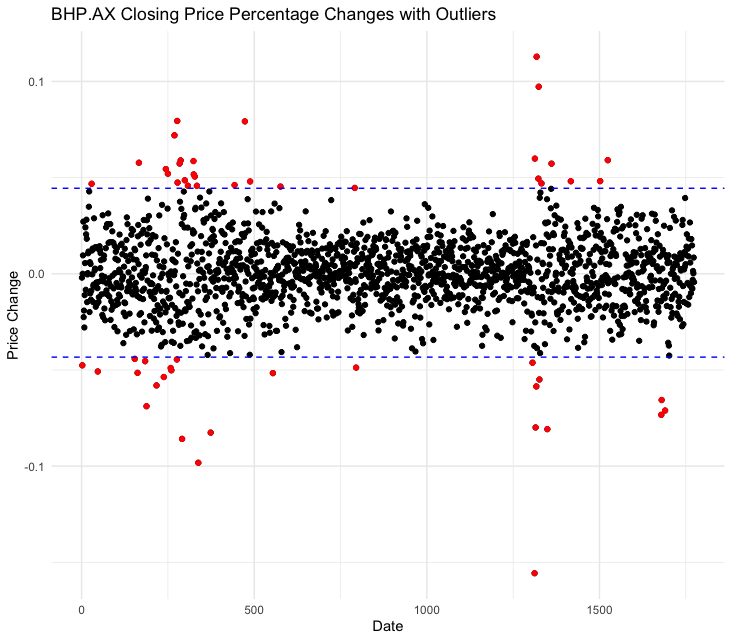 BHP.AX Closing Price Percentage Changes with Outliers
Price Change
0.1
0.0
-0.1
0
500
1000
1500
Date